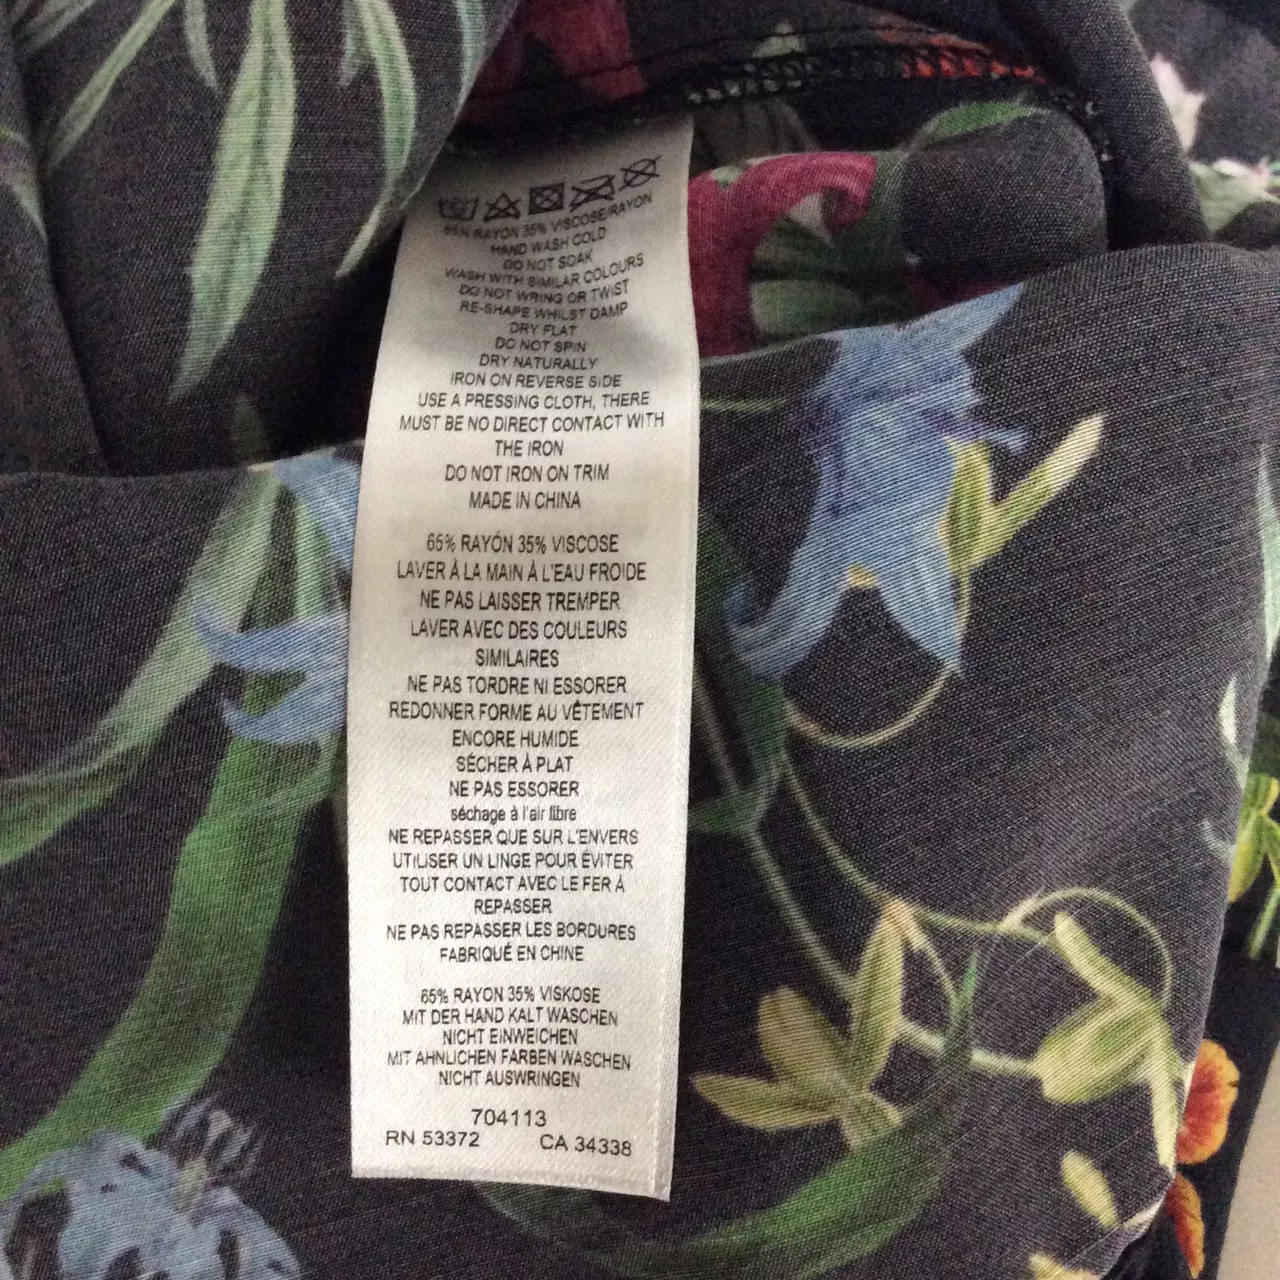 65% RAYON 35% VISCOSE/RAYON
HAND WASH COLD
DO NOT SOAK
WASH WITH SIMILAR COLOURS
DO NOT WRING OR TWIST
RE-SHAPE WHILST DAMP
DRY FLAT
DO NOT SPIN
DRY NATURALLY
IRON ON REVERSE SIDE
USE A PRESSING CLOTH, THERE
MUST BE NO DIRECT CONTACT WITH
THE IRON
DO NOT IRON ON TRIM
MADE IN CHINA
65% RAYÓN 35% VISCOSE
LAVER À LA MAIN À L'EAU FROIDE
NE PAS LAISSER TREMPER
LAVER AVEC DES COULEURS
SIMILAIRES
NE PAS TORDRE NI ESSORER
REDONNER FORME AU VÊTEMENT
ENCORE HUMIDE
SÉCHER À PLAT
NE PAS ESSORER
séchage à l'air libre
NE REPASSER QUE SUR L'ENVERS
UTILISER UN LINGE POUR ÉVITER
TOUT CONTACT AVEC LE FER À
REPASSER
NE PAS REPASSER LES BORDURES
FABRIQUÉ EN CHINE
65% RAYON 35% VISKOSE
MIT DER HAND KALT WASCHEN
NICHT EINWEICHEN
MIT ÄHNLICHEN FARBEN WASCHEN
NICHT AUSWRINGEN
704113
RN 53372 CA 34338